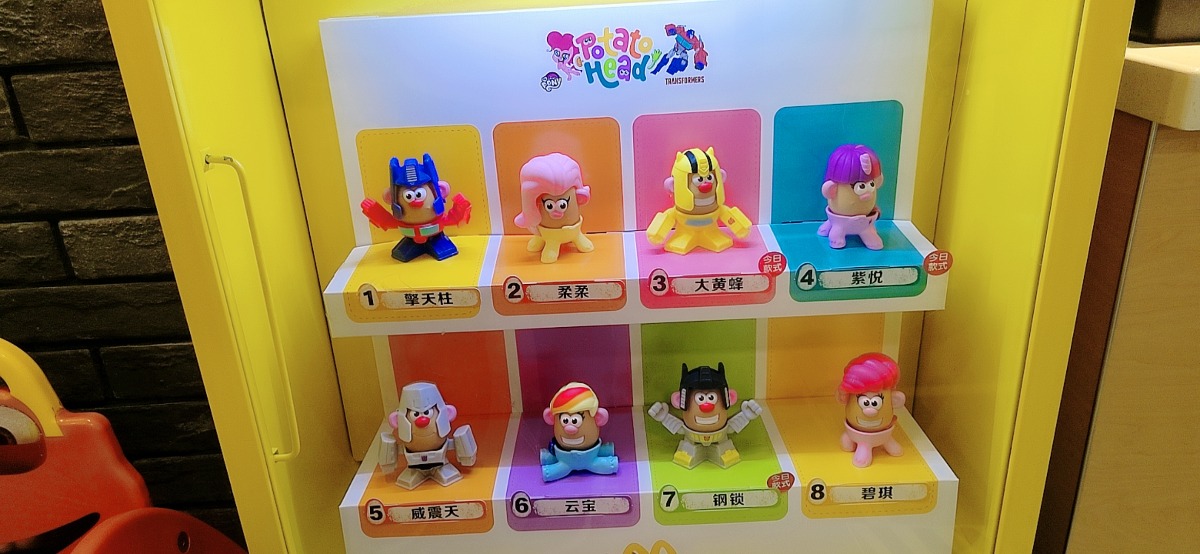 Potato
Head
PONY
TRANSFORMERS
1 擎天柱
2 柔柔
3 大黄蜂
今日
款式
4 紫悦
今日
款式
5 威震天
6 云宝
7 钢锁
今日
款式
8 碧琪